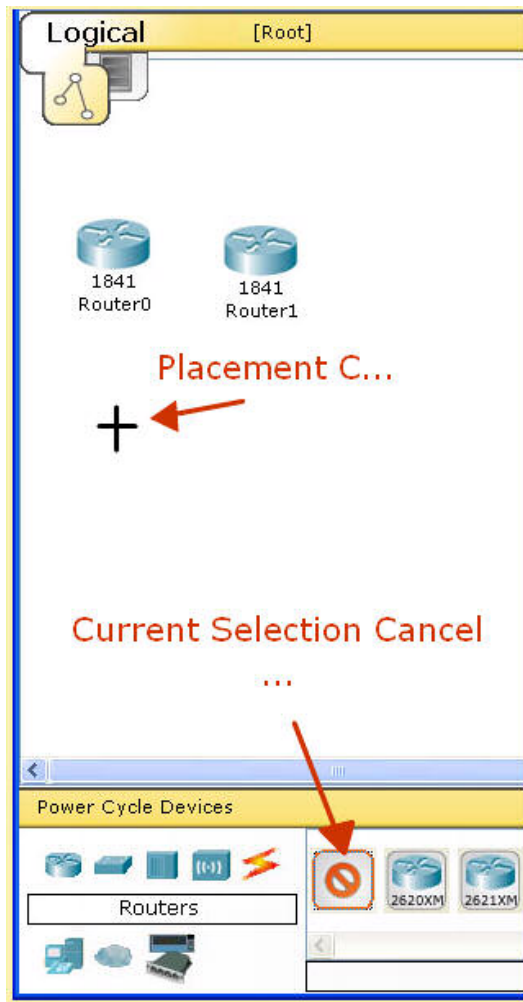 Logical [Root]
1841
Router0
1841
Router1
Placement C...
Current Selection Cancel
...
Power Cycle Devices
2620XM 2621XM
Routers